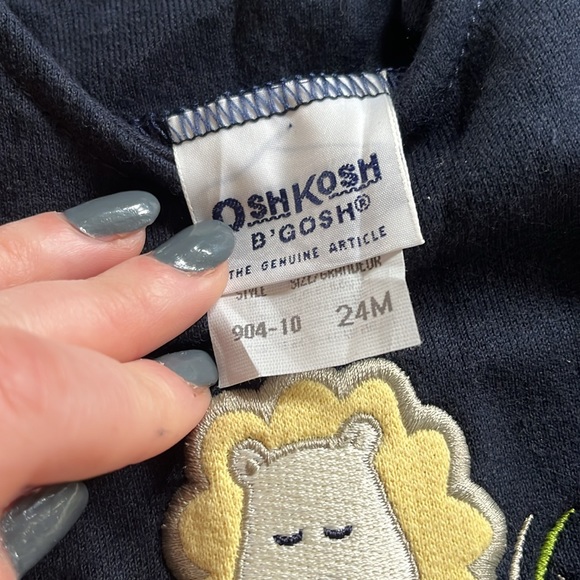 OSHKOSH
B'GOSH®
THE GENUINE ARTICLE
STYLE SIZE/GRANDEUR
904-10 24M